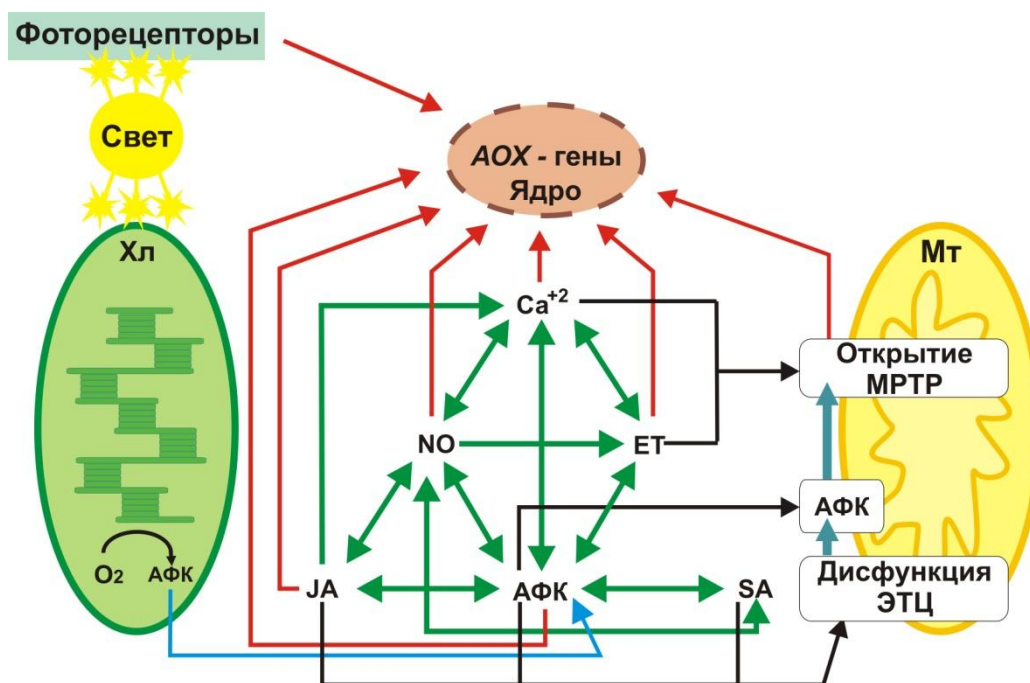 Фоторецепторы
Свет
AOX - гены
Ядро
Хл
Мт
Ca+2
Открытие
МРТР
NO
ET
АФК
O2
АФК
JA
АФК
SA
Дисфункция
ЭТЦ